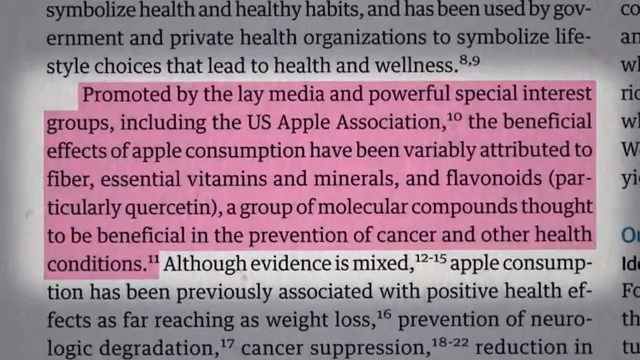 symbolize health and healthy habits, and has been used by gov-
ernment and private health organizations to symbolize life-
style choices that lead to health and wellness.⁸,⁹
Promoted by the lay media and powerful special interest
groups, including the US Apple Association,¹⁰ the beneficial
effects of apple consumption have been variably attributed to
fiber, essential vitamins and minerals, and flavonoids (par-
ticularly quercetin), a group of molecular compounds thought
to be beneficial in the prevention of cancer and other health
conditions.¹¹ Although evidence is mixed,¹²⁻¹⁵ apple consump-
tion has been previously associated with positive health ef-
fects as far reaching as weight loss,¹⁶ prevention of neuro-
logic degradation,¹⁷ cancer suppression,¹⁸⁻²² reduction in